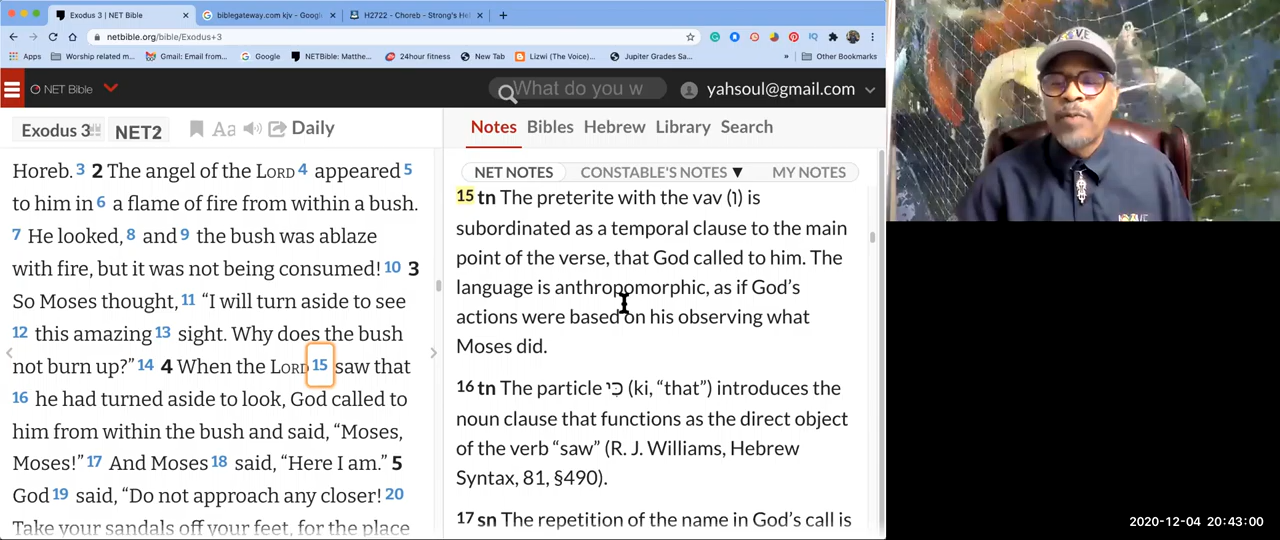 Exodus 3 | NET Bible
biblegateway.com kjv - Googl
H2722 - Choreb - Strong's He
netbible.org/bible/Exodus+3
Apps
Worship related m...
Gmail: Email from...
Google
NETBible: Matthe...
24hour fitness
New Tab
Lizwi (The Voice)...
Jupiter Grades Sa...
»
Other Bookmarks
NET Bible
What do you w
yahsoul@gmail.com
Exodus 3
NET2
Aa
Daily
Horeb. 3 2 The angel of the LORD 4 appeared 5
to him in 6 a flame of fire from within a bush.
7 He looked, 8 and 9 the bush was ablaze
with fire, but it was not being consumed! 10 3
So Moses thought, 11 “I will turn aside to see
12 this amazing 13 sight. Why does the bush
not burn up?” 14 4 When the LORD 15 saw that
16 he had turned aside to look, God called to
him from within the bush and said, “Moses,
Moses!” 17 And Moses 18 said, “Here I am.” 5
God 19 said, “Do not approach any closer! 20
Take your sandals off your feet, for the place
Notes Bibles Hebrew Library Search
NET NOTES CONSTABLE'S NOTES ▼ MY NOTES
15 tn The preterite with the vav (ו) is
subordinated as a temporal clause to the main
point of the verse, that God called to him. The
language is anthropomorphic, as if God’s
actions were based on his observing what
Moses did.
16 tn The particle כִּי (ki, “that”) introduces the
noun clause that functions as the direct object
of the verb “saw” (R. J. Williams, Hebrew
Syntax, 81, §490).
17 sn The repetition of the name in God’s call is
2020-12-04 20:43:00